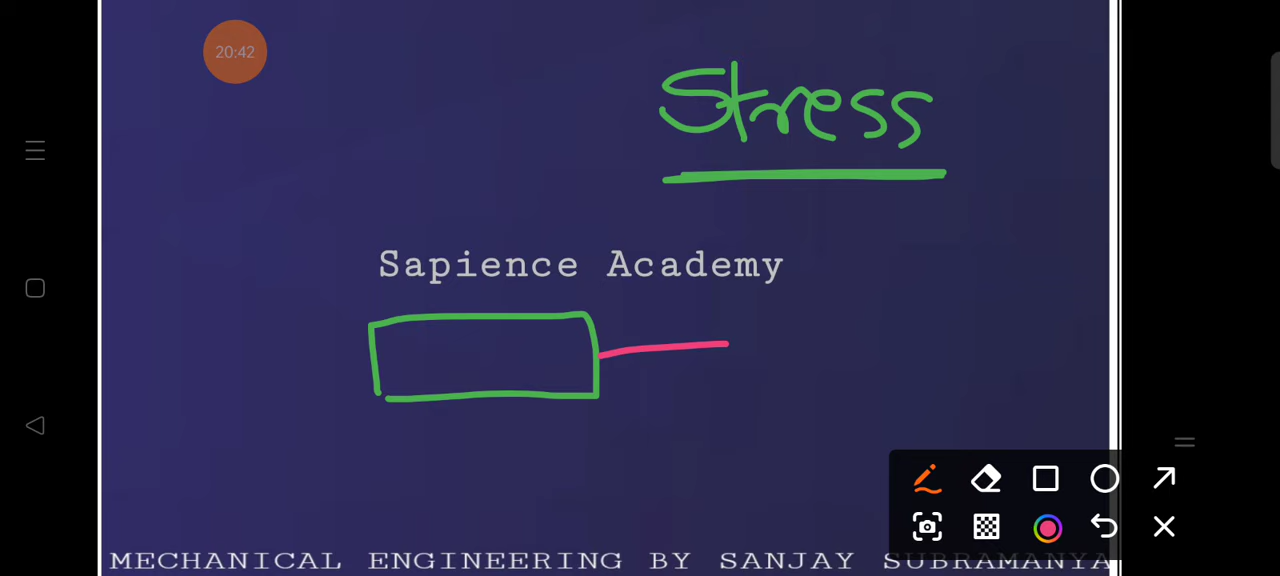 20:42
Stress
Sapience Academy
MECHANICAL ENGINEERING BY SANJAY SUBRAMANYA